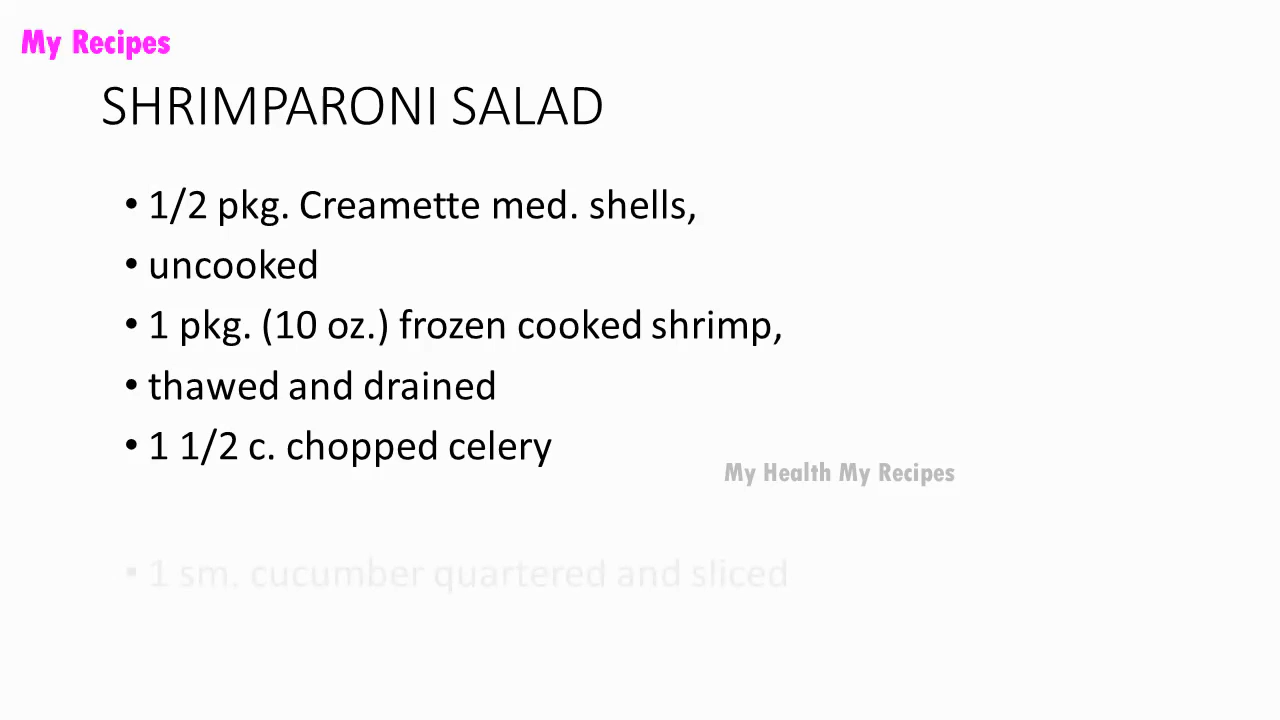 My Recipes
SHRIMPARONI SALAD
• 1/2 pkg. Creamette med. shells,
• uncooked
• 1 pkg. (10 oz.) frozen cooked shrimp,
• thawed and drained
• 1 1/2 c. chopped celery
My Health My Recipes
• 1 sm. cucumber quartered and sliced